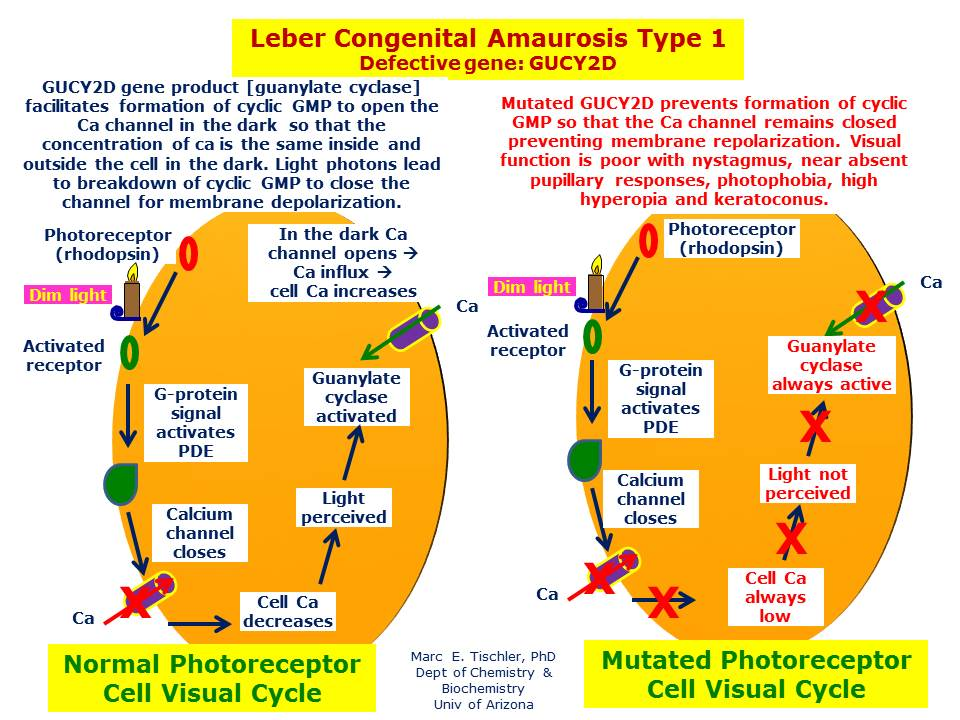 Leber Congenital Amaurosis Type 1
Defective gene: GUCY2D
GUCY2D gene product [guanylate cyclase]
facilitates formation of cyclic GMP to open the
Ca channel in the dark so that the
concentration of ca is the same inside and
outside the cell in the dark. Light photons lead
to breakdown of cyclic GMP to close the
channel for membrane depolarization.
Photoreceptor
(rhodopsin)
In the dark Ca
channel opens →
Ca influx →
cell Ca increases
Dim light
Ca
Activated
receptor
G-protein
signal
activates
PDE
Guanylate
cyclase
activated
Calcium
channel
closes
Light
perceived
X
Ca
Cell Ca
decreases
Normal Photoreceptor
Cell Visual Cycle
Mutated GUCY2D prevents formation of cyclic
GMP so that the Ca channel remains closed
preventing membrane repolarization. Visual
function is poor with nystagmus, near absent
pupillary responses, photophobia, high
hyperopia and keratoconus.
Photoreceptor
(rhodopsin)
Dim light
Ca
X
Activated
receptor
Guanylate
cyclase
always active
G-protein
signal
activates
PDE
X
Calcium
channel
closes
Light not
perceived
X
X
Ca
X
Cell Ca
always
low
Mutated Photoreceptor
Cell Visual Cycle
Marc E. Tischler, PhD
Dept of Chemistry &
Biochemistry
Univ of Arizona